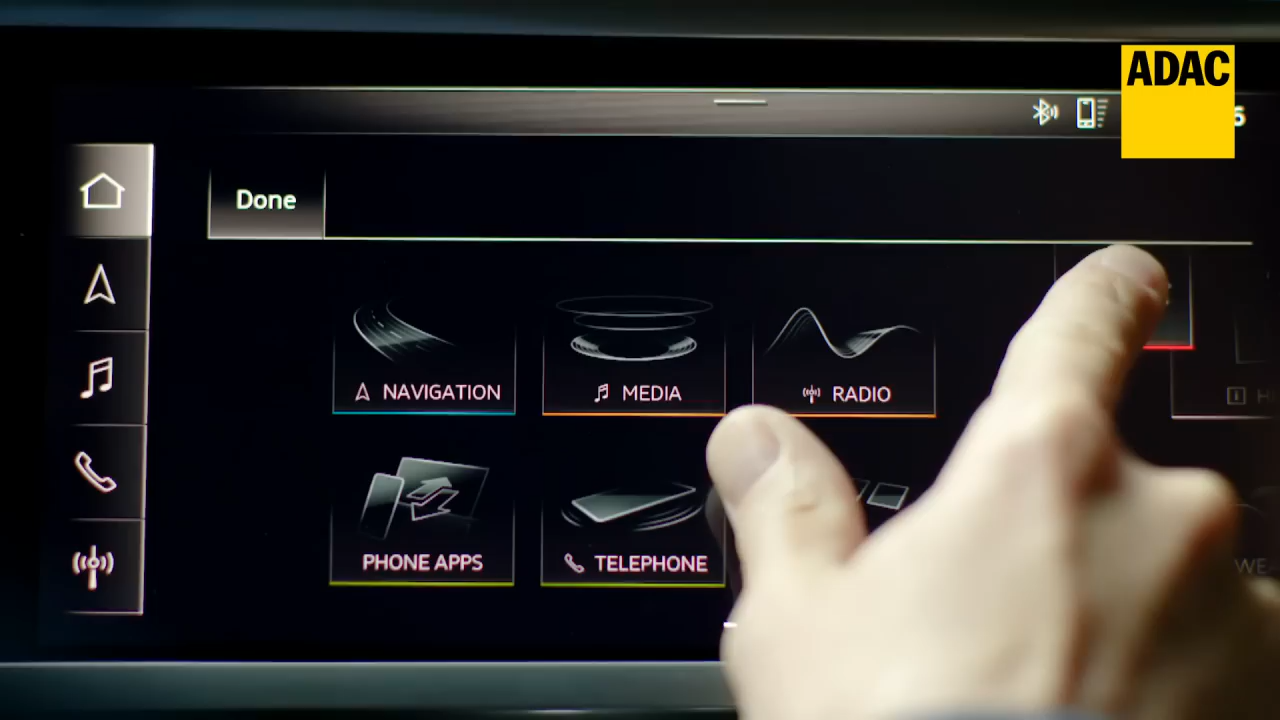 ADAC
Done
NAVIGATION
MEDIA
RADIO
PHONE APPS
TELEPHONE